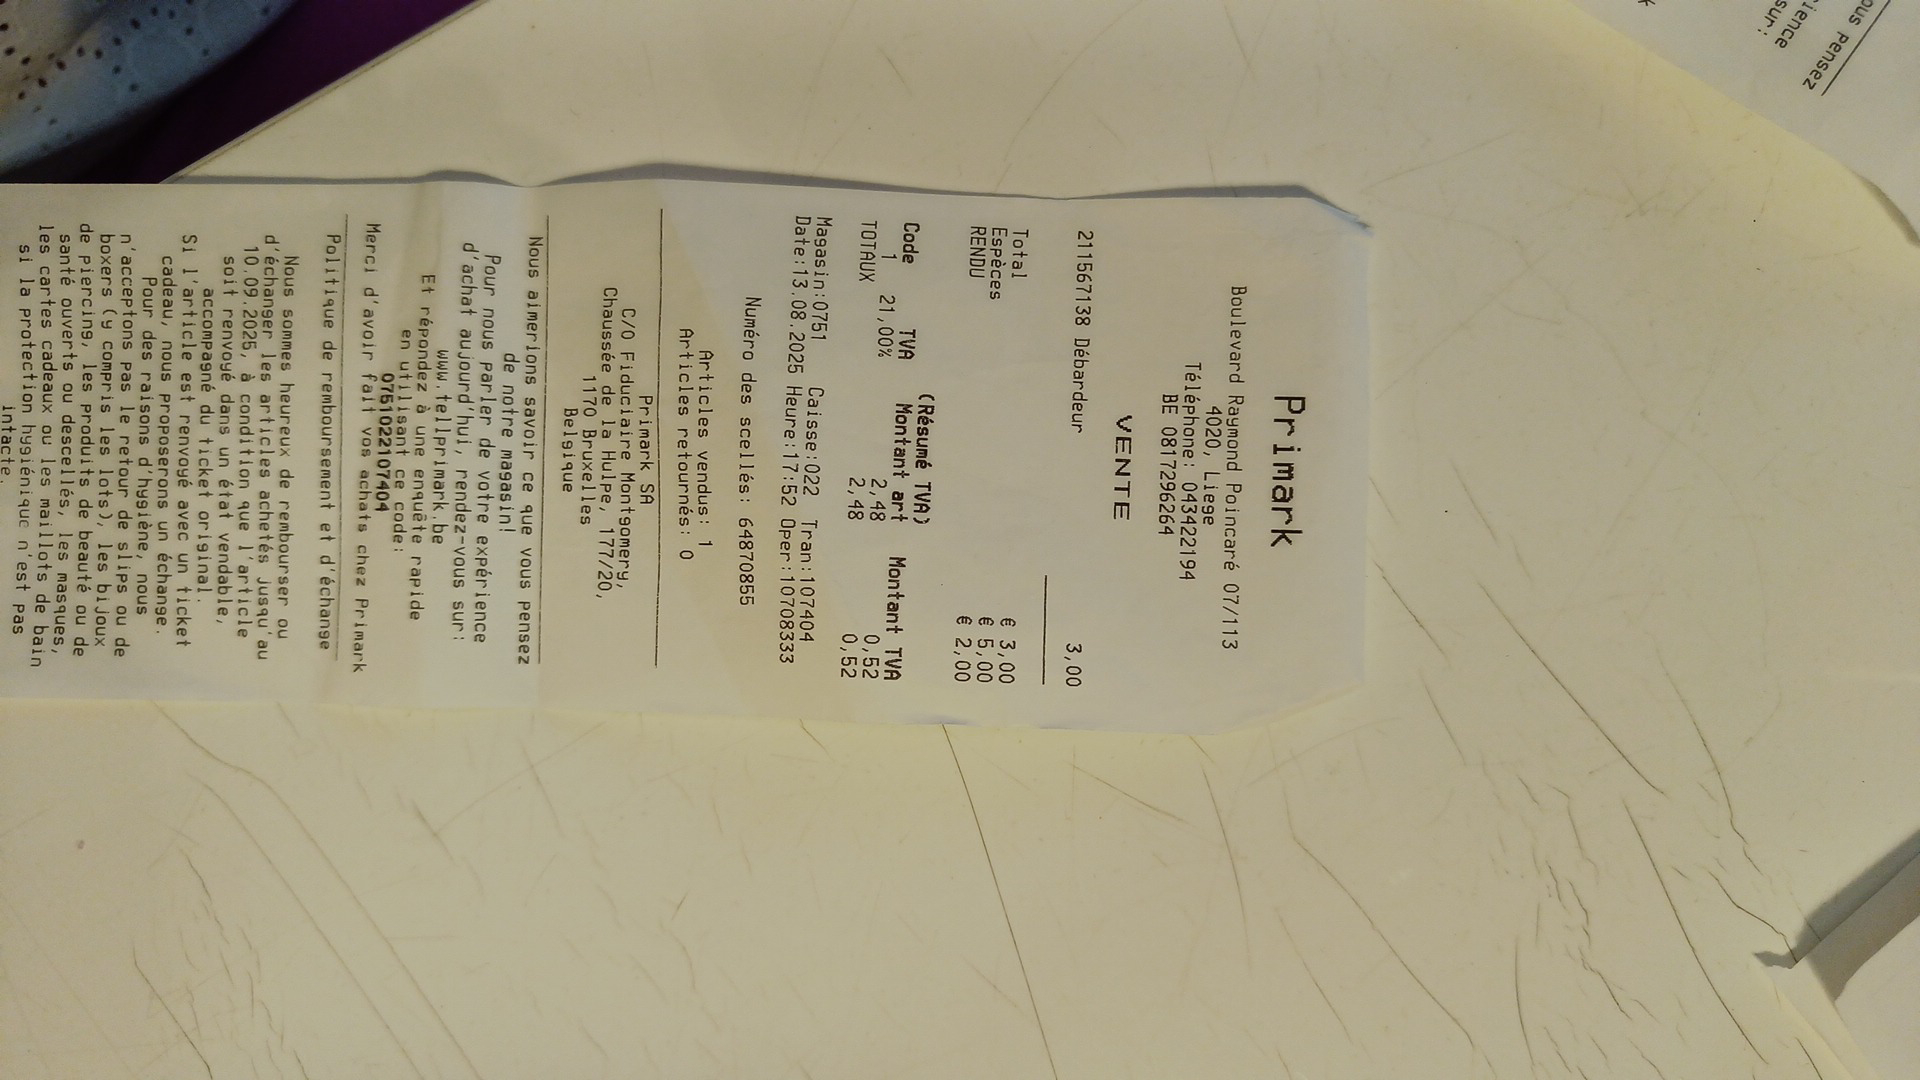 Primark
Boulevard Raymond Poincaré 07/113
4020, Liege
Téléphone: 043422194
BE 0817296264
VENTE
211567138 Débardeur 3,00
Total € 3,00
Espèces € 5,00
RENDU € 2,00
(Résumé TVA)
Code TVA Montant art Montant TVA
1 21,00% 2,48 0,52
TOTAUX 2,48 0,52
Magasin:0751 Caisse:022 Tran:107404
Date:13.08.2025 Heure:17:52 Oper:10708333
Numéro des scellés: 64870855
Articles vendus: 1
Articles retournés: 0
Primark SA
C/O Fiduciaire Montgomery,
Chaussée de la Hulpe, 177/20,
1170 Bruxelles
Belgique
Nous aimerions savoir ce que vous pensez
de notre magasin!
Pour nous parler de votre expérience
d'achat aujourd'hui, rendez-vous sur:
www.tellprimark.be
Et répondez à une enquête rapide
en utilisant ce code:
075102210​7404
Merci d'avoir fait vos achats chez Primark
Politique de remboursement et d'échange
Nous sommes heureux de rembourser ou
d'échanger les articles achetés jusqu'au
10.09.2025, à condition que l'article
soit renvoyé dans un état vendable,
accompagné du ticket original.
Si l'article est renvoyé avec un ticket
cadeau, nous proposerons un échange.
Pour des raisons d'hygiène, nous
n'acceptons pas le retour de slips ou de
boxers (y compris les lots), les bijoux
de piercing, les produits de beauté ou de
santé ouverts ou descellés, les masques,
les cartes cadeaux ou les maillots de bain
si la protection hygiénique n'est pas
intacte.
ous pensez
ience
sur:
k